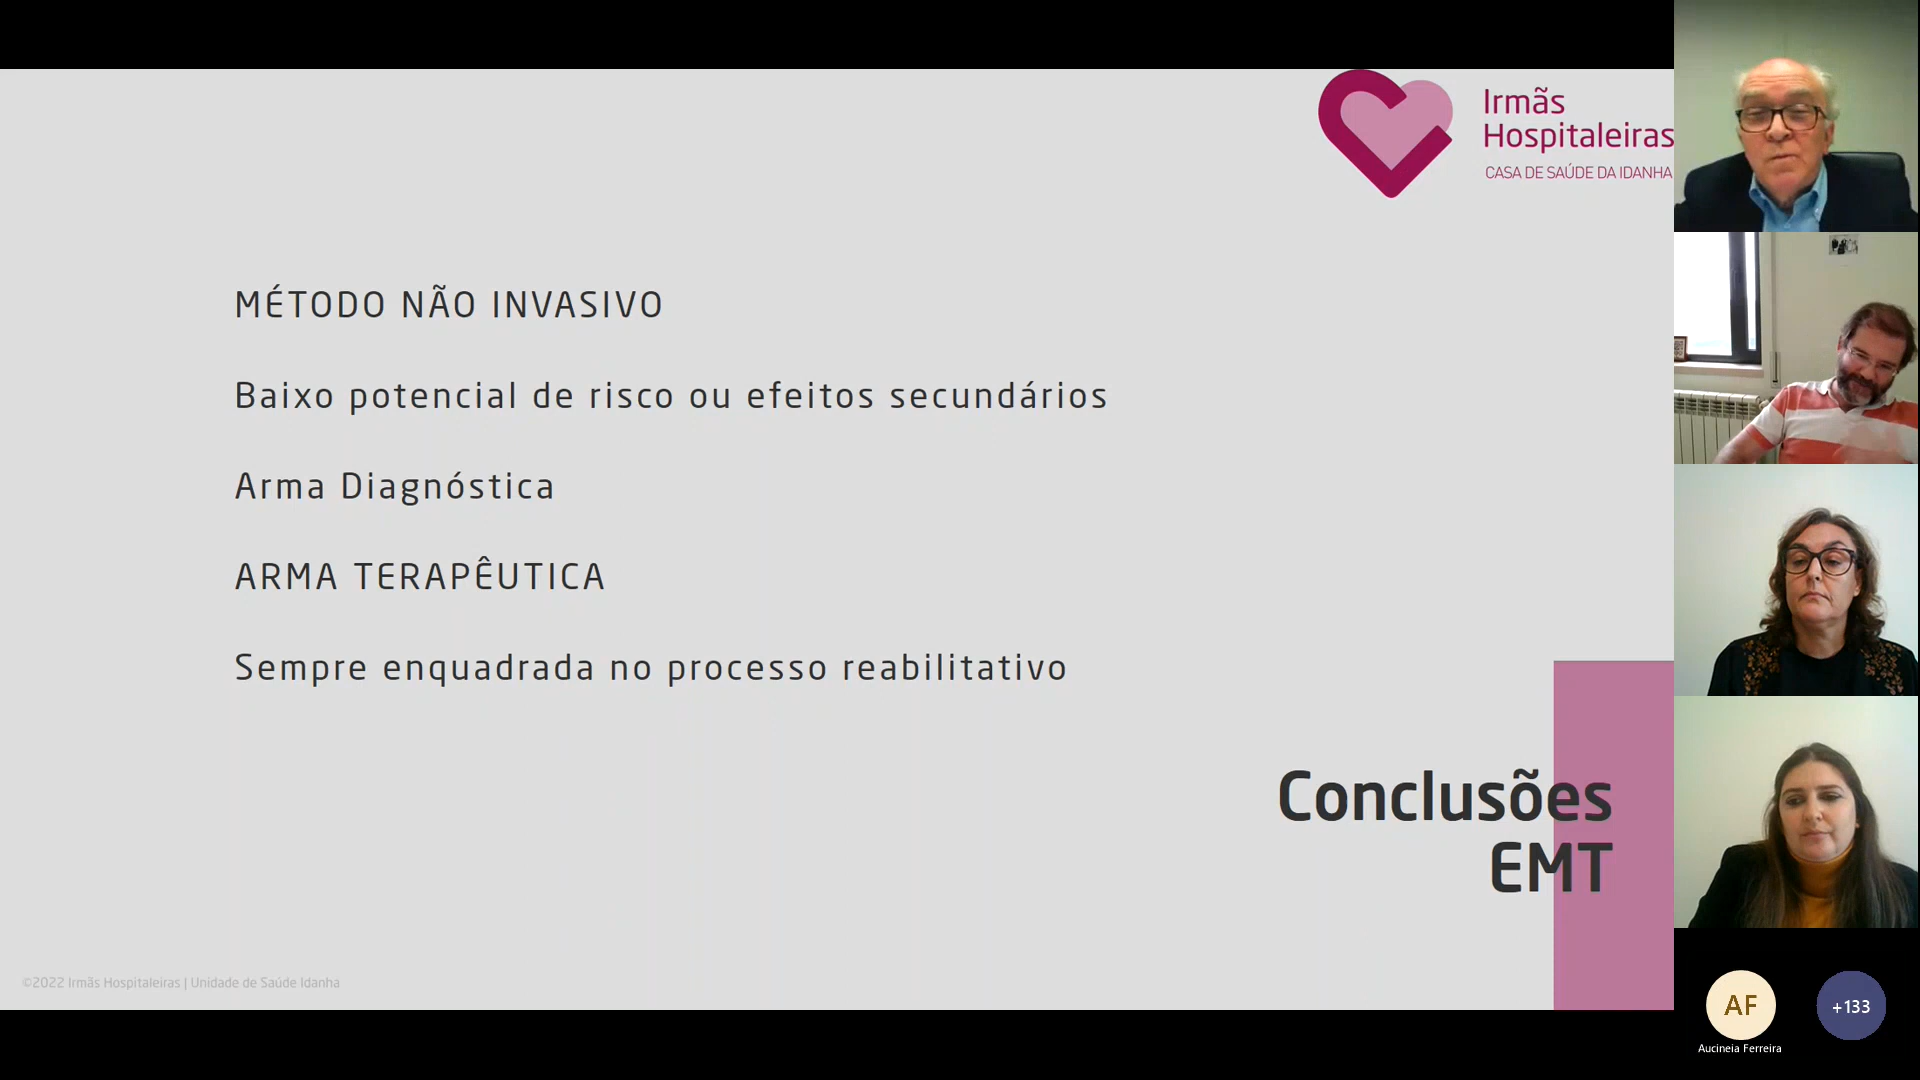 Irmãs
Hospitaleiras
CASA DE SAÚDE DA IDANHA
MÉTODO NÃO INVASIVO
Baixo potencial de risco ou efeitos secundários
Arma Diagnóstica
ARMA TERAPÊUTICA
Sempre enquadrada no processo reabilitativo
Conclusões
EMT
©2022 Irmãs Hospitaleiras | Unidade de Saúde Idanha
AF
+133
Aucineia Ferreira